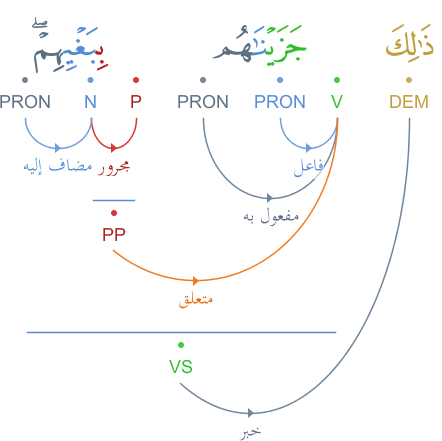 ذَٰلِكَ جَزَيْنَٰهُم بِبَغْيِهِمْ ۖ
DEM V PRON PRON P N PRON
فاعل مجرور مضاف إليه
مفعول به
PP
متعلق
VS
خبر